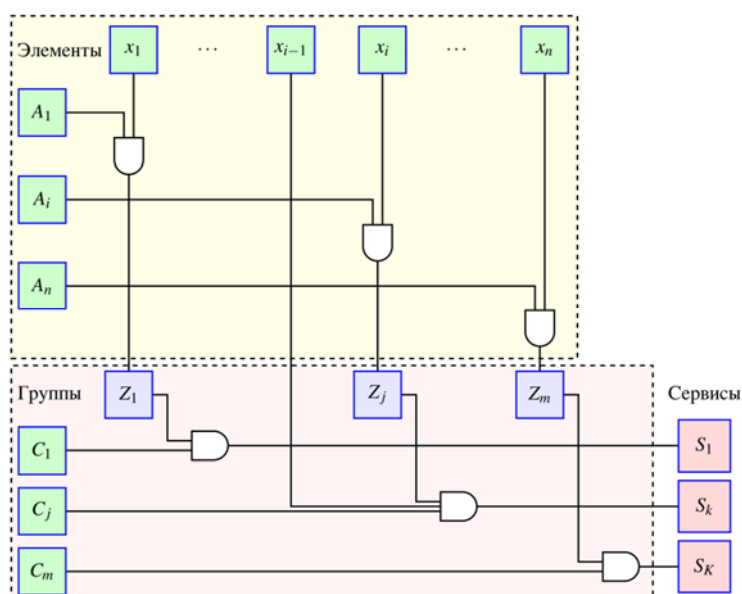 Элементы x₁ ⋯ xᵢ₋₁ xᵢ ⋯ xₙ
A₁
Aᵢ
Aₙ
Группы Z₁ Zⱼ Zₘ Сервисы
C₁ S₁
Cⱼ Sₖ
Cₘ S_K